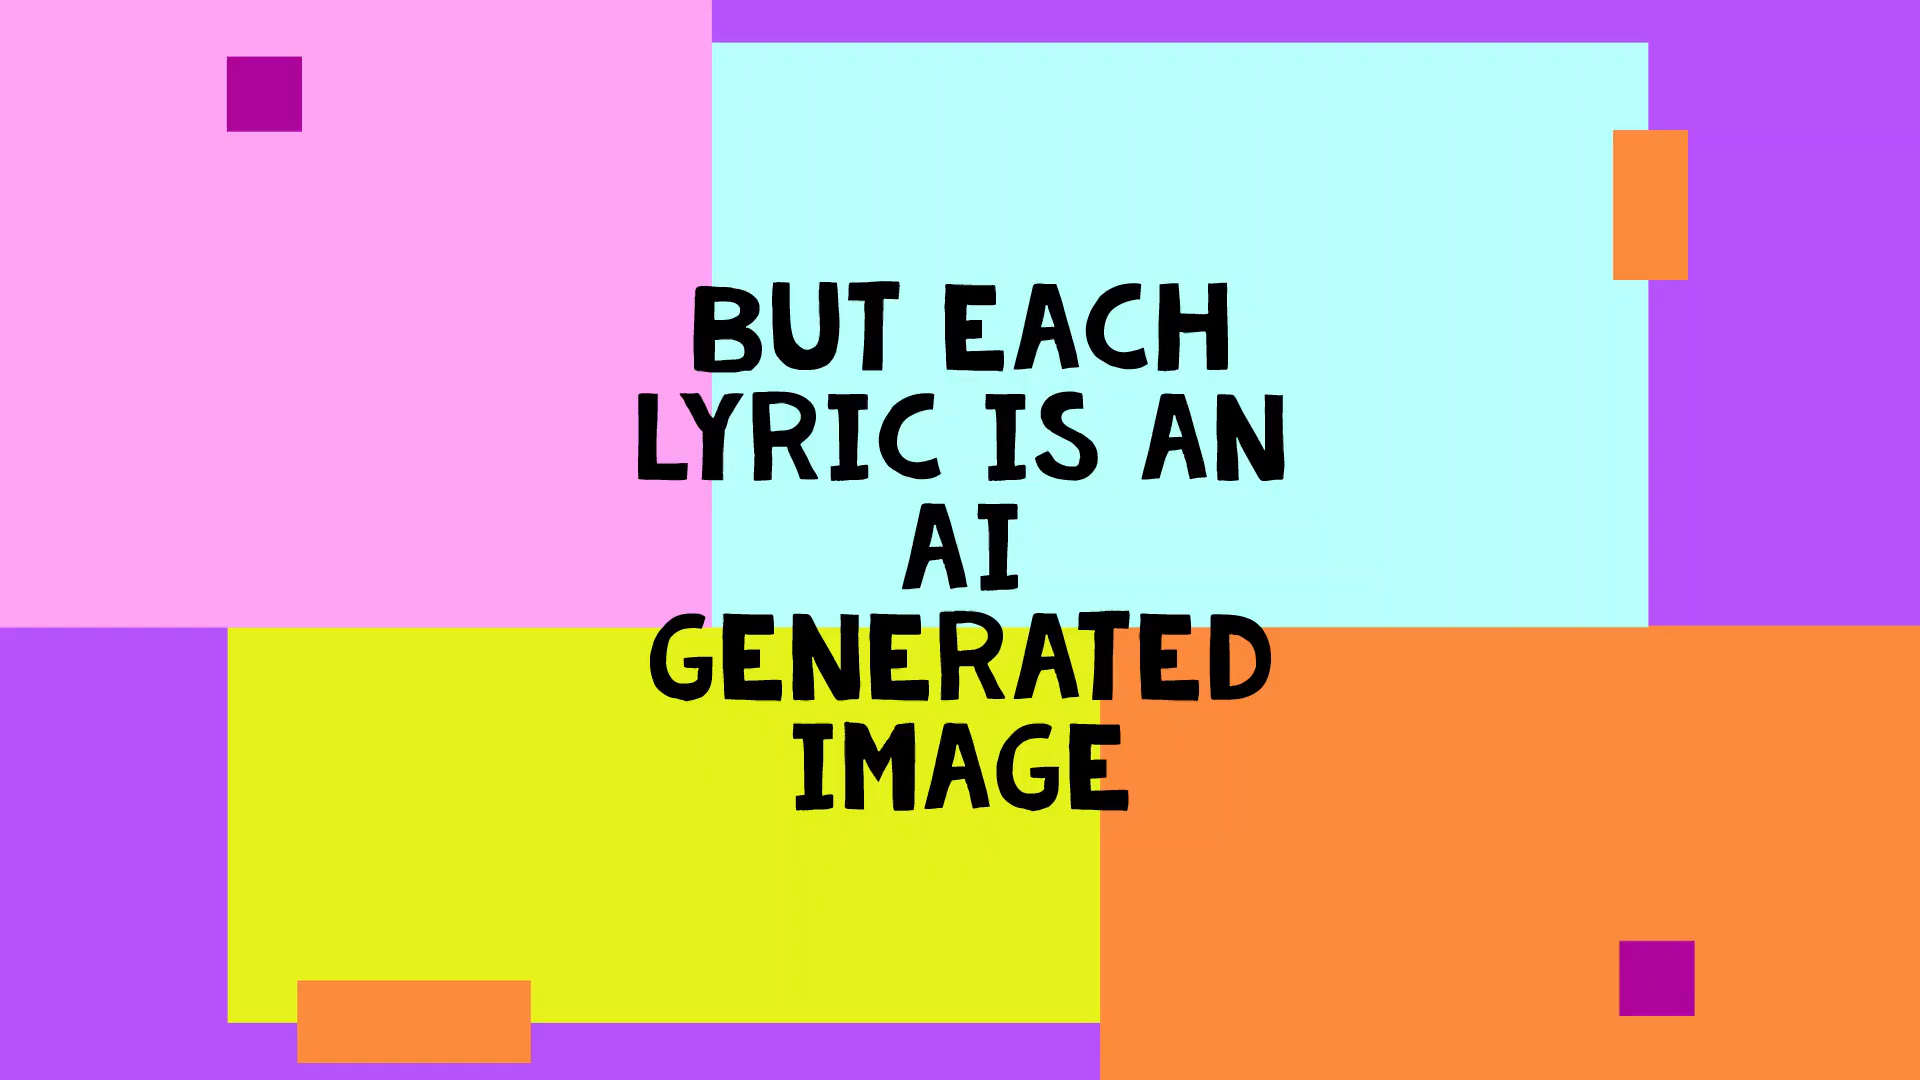 BUT EACH
LYRIC IS AN
AI
GENERATED
IMAGE